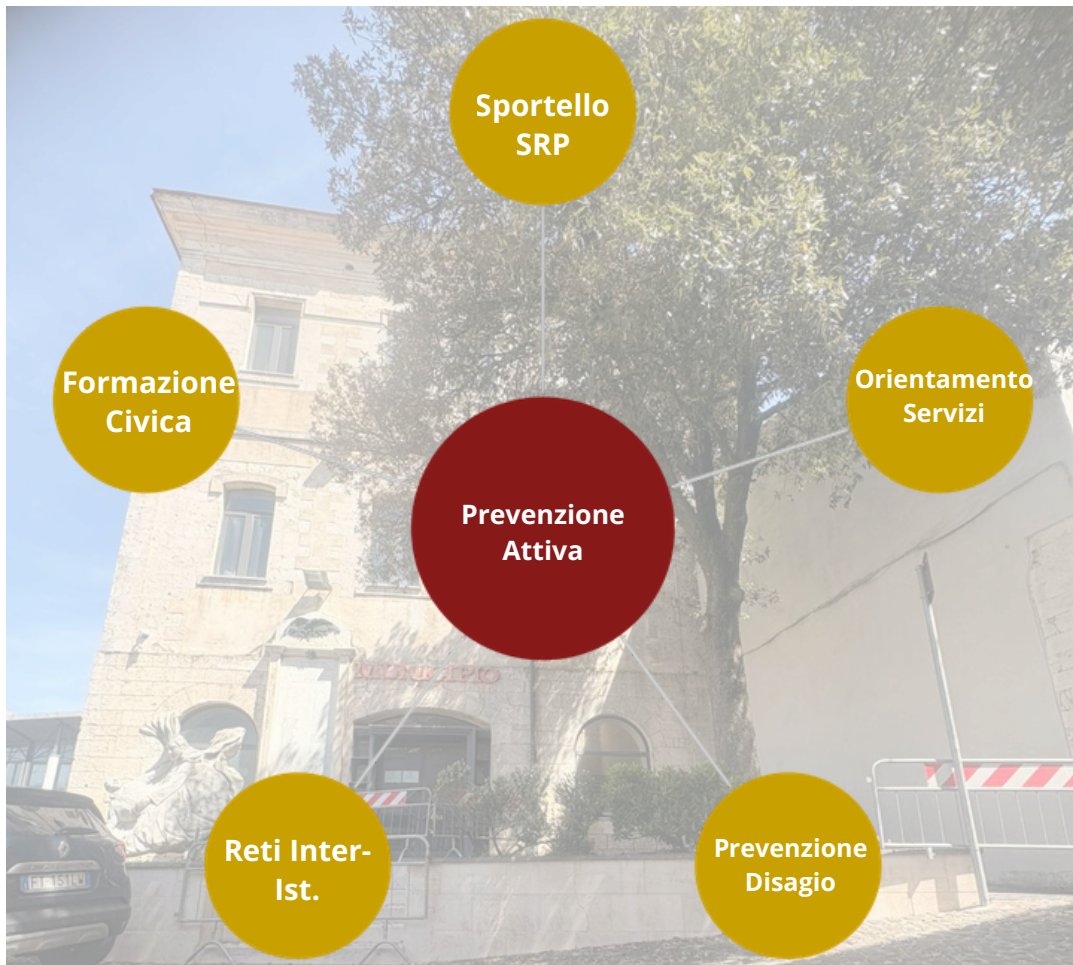 Sportello
SRP
Formazione
Civica
Orientamento
Servizi
Prevenzione
Attiva
Reti Inter-
Ist.
Prevenzione
Disagio